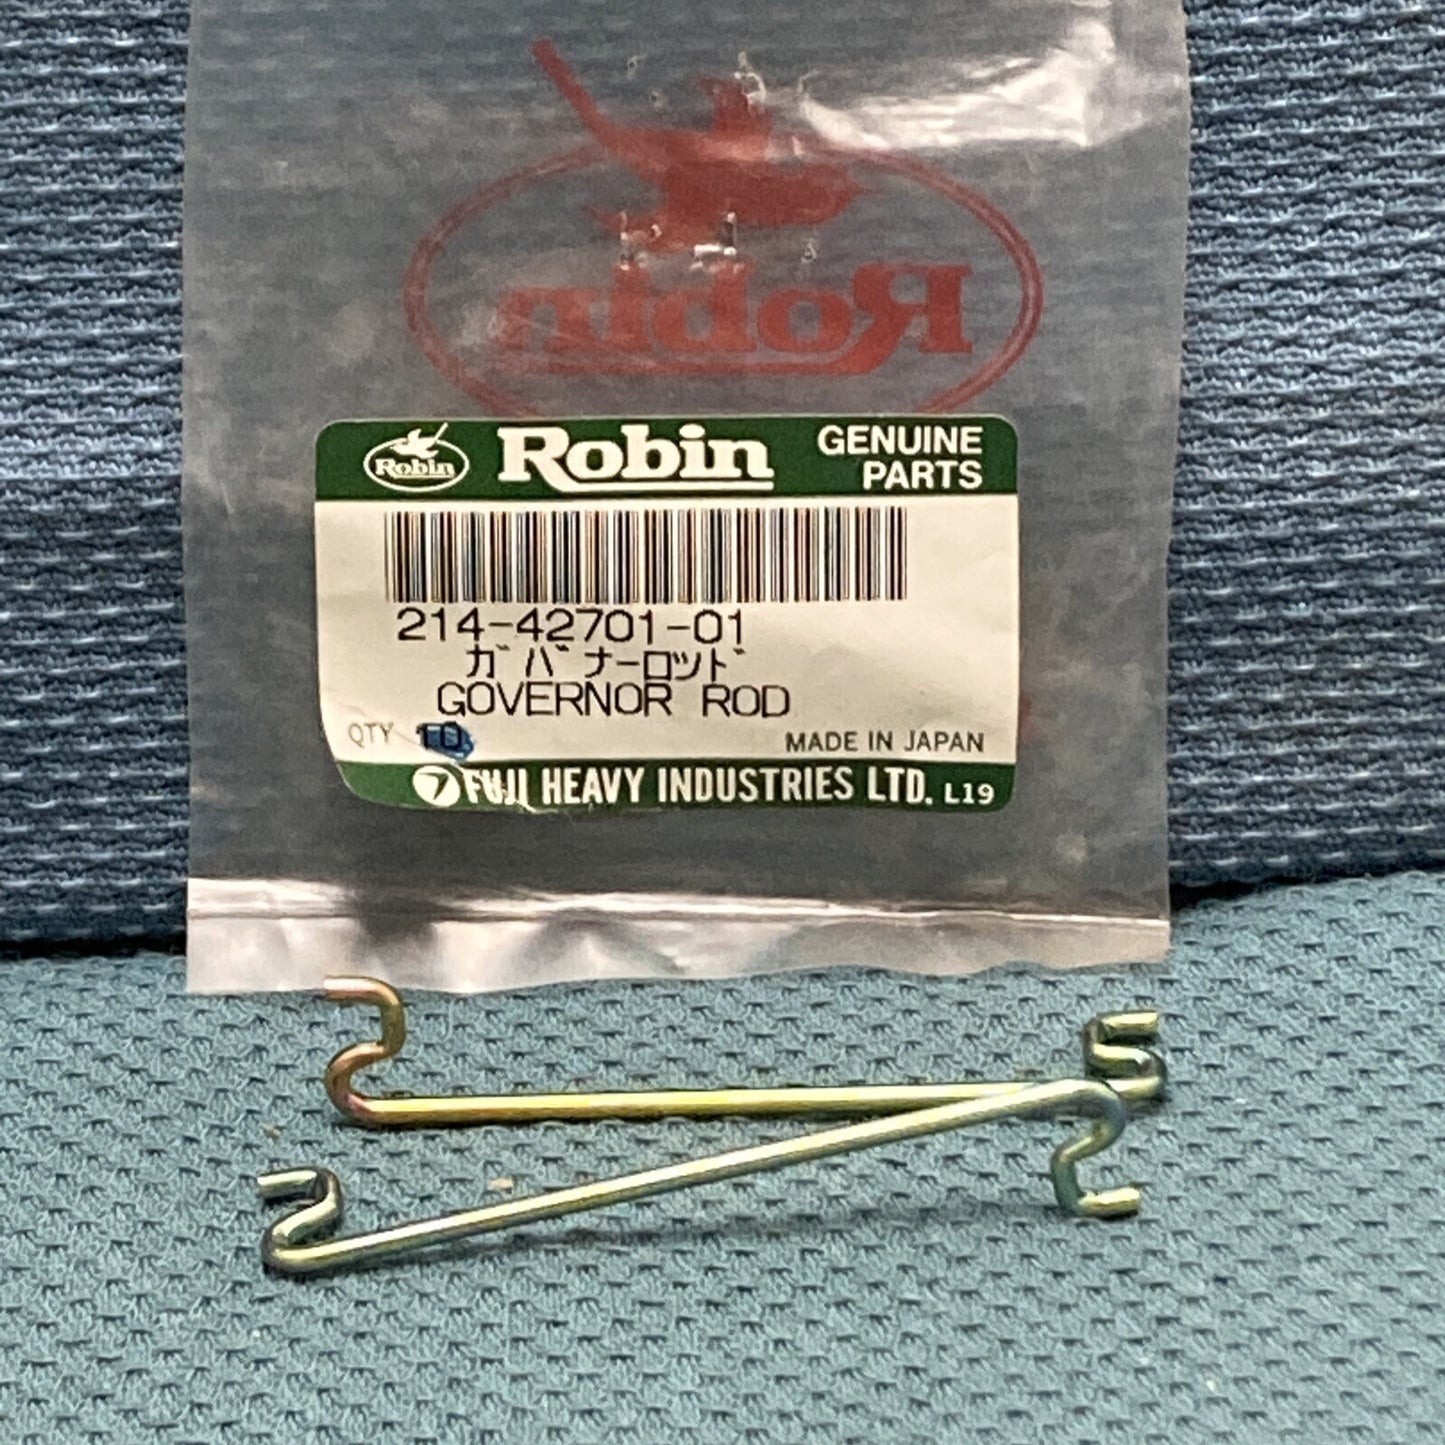 Robin
Robin
Robin
GENUINE
PARTS
214-42701-01
ガバナーロッド
GOVERNOR ROD
QTY 10
MADE IN JAPAN
FUJI HEAVY INDUSTRIES LTD. L19